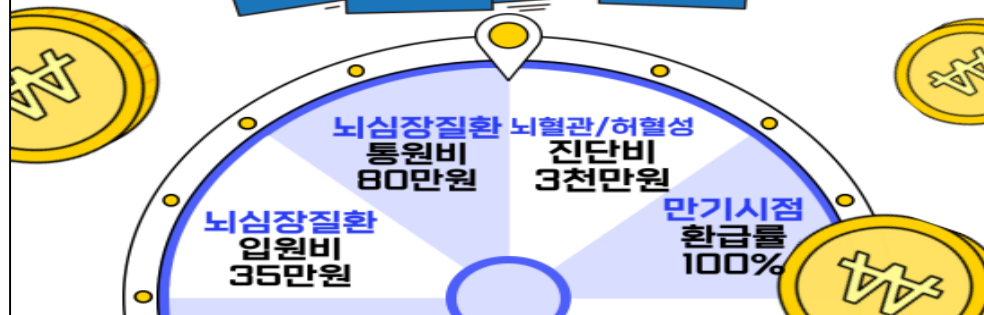 뇌심장질환
통원비
80만원
뇌혈관/허혈성
진단비
3천만원
뇌심장질환
입원비
35만원
만기시점
환급률
100%